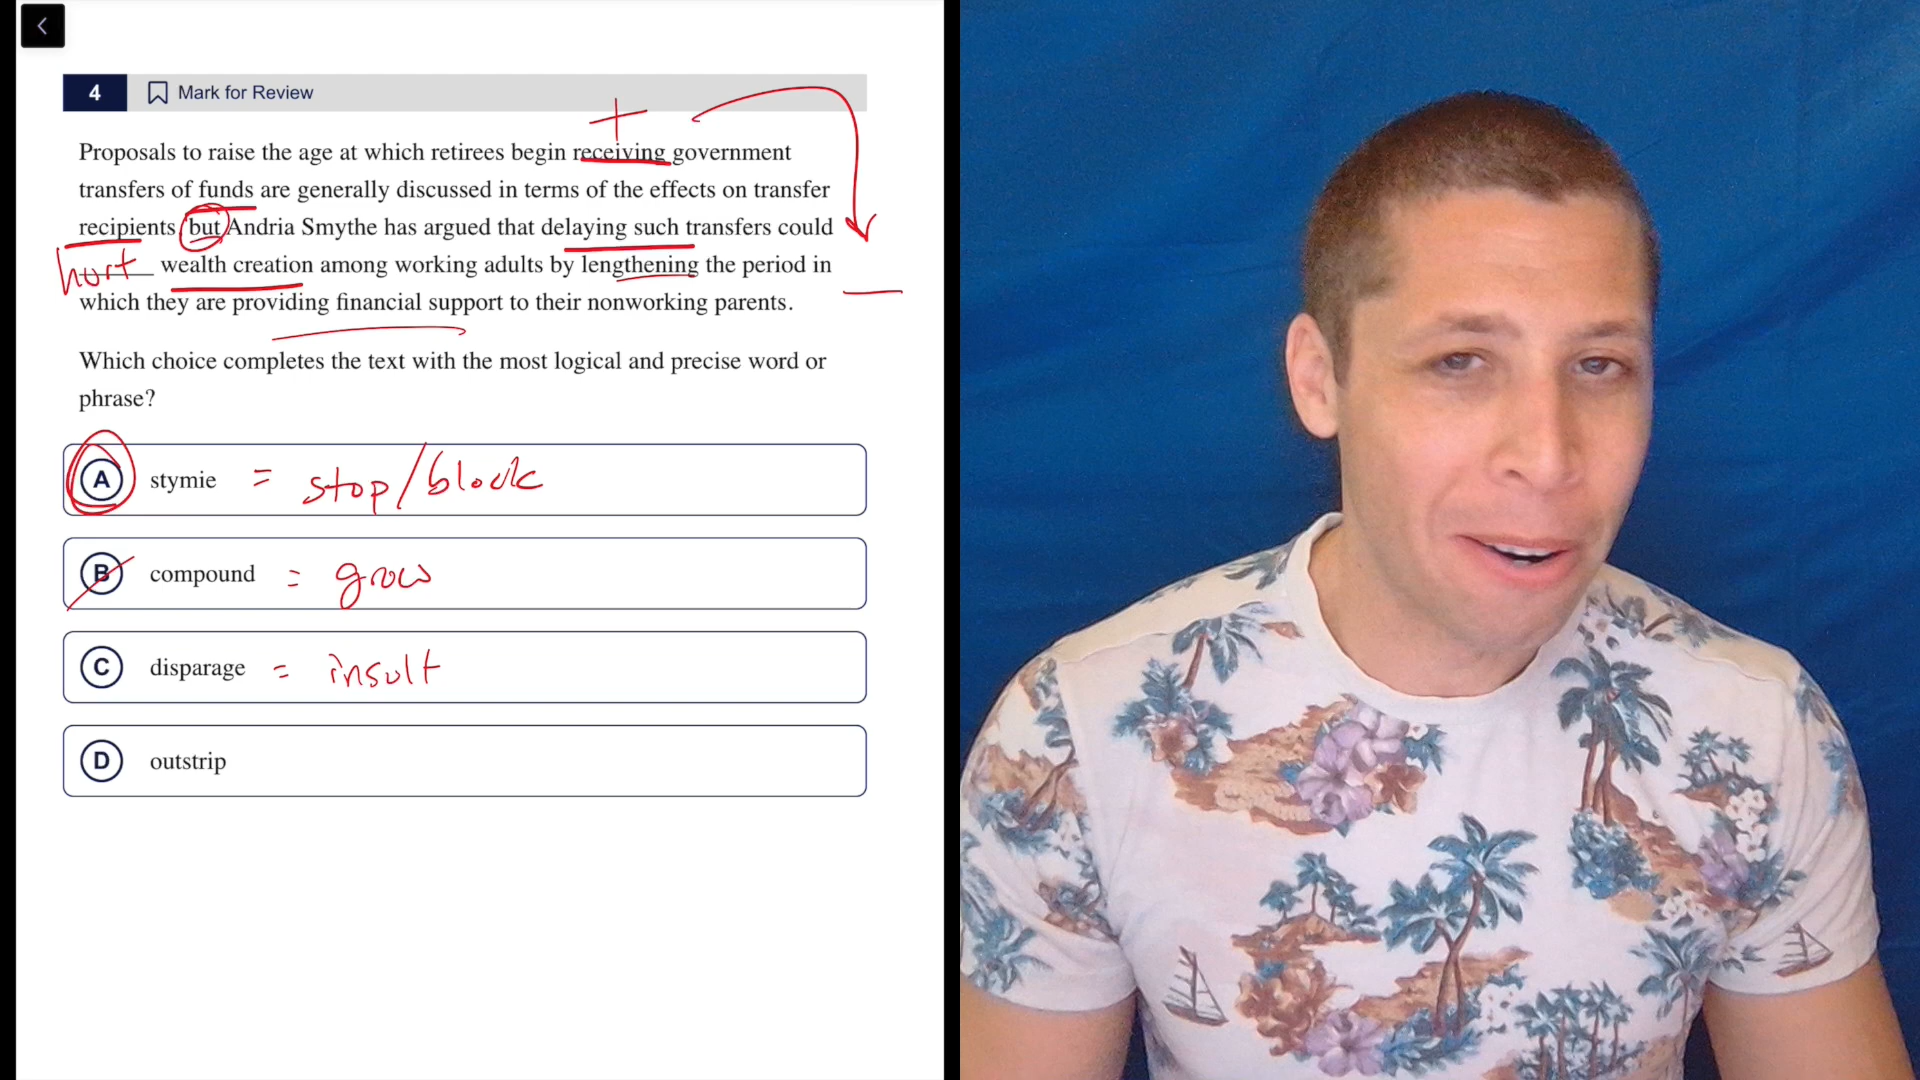 4 Mark for Review
Proposals to raise the age at which retirees begin receiving government
transfers of funds are generally discussed in terms of the effects on transfer
recipients, but Andria Smythe has argued that delaying such transfers could
hurt wealth creation among working adults by lengthening the period in
which they are providing financial support to their nonworking parents.
Which choice completes the text with the most logical and precise word or
phrase?
A stymie = stop/block
B compound = grow
C disparage = insult
D outstrip